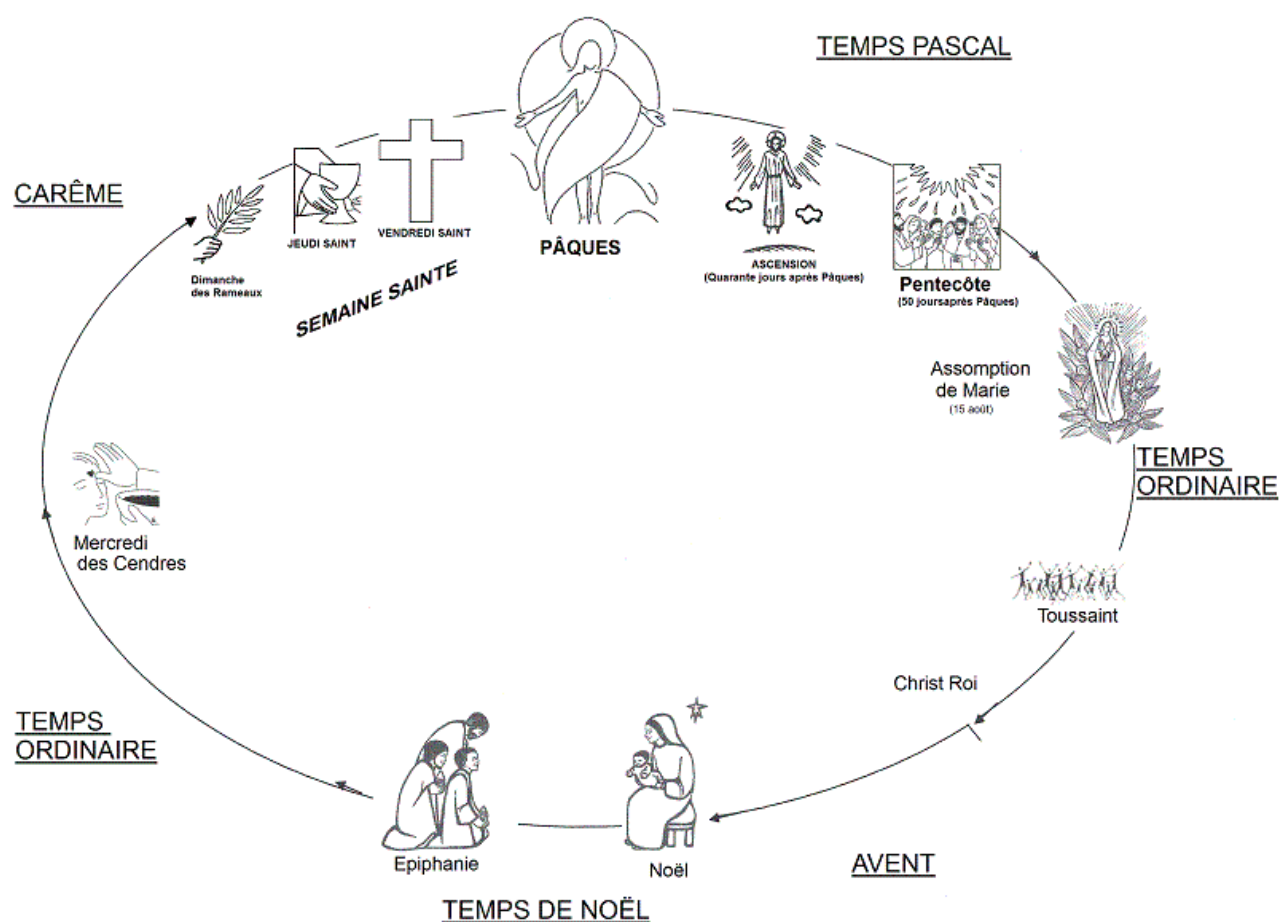 TEMPS PASCAL
CARÊME
JEUDI SAINT
VENDREDI SAINT
PÂQUES
Dimanche
des Rameaux
SEMAINE SAINTE
ASCENSION
(Quarante jours après Pâques)
Pentecôte
(50 joursaprès Pâques)
Assomption
de Marie
(15 août)
TEMPS
ORDINAIRE
Mercredi
des Cendres
Toussaint
Christ Roi
TEMPS
ORDINAIRE
Epiphanie
Noël
AVENT
TEMPS DE NOËL